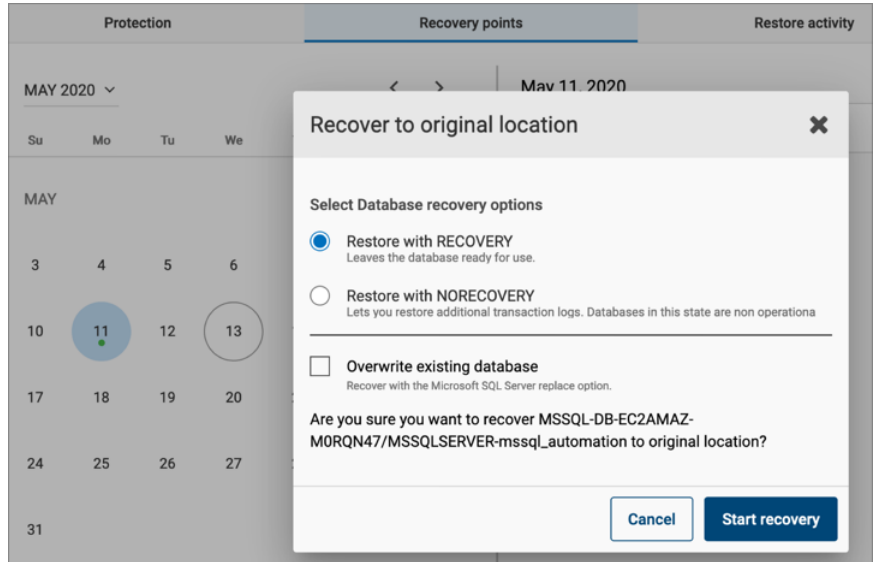 Protection Recovery points Restore activity
MAY 2020
May 11, 2020
Su Mo Tu We
MAY
3 4 5 6
10 11 12 13
17 18 19 20
24 25 26 27
31
Recover to original location
Select Database recovery options
Restore with RECOVERY
Leaves the database ready for use.
Restore with NORECOVERY
Lets you restore additional transaction logs. Databases in this state are non operationa
Overwrite existing database
Recover with the Microsoft SQL Server replace option.
Are you sure you want to recover MSSQL-DB-EC2AMAZ-
M0RQN47/MSSQLSERVER-mssql_automation to original location?
Cancel Start recovery